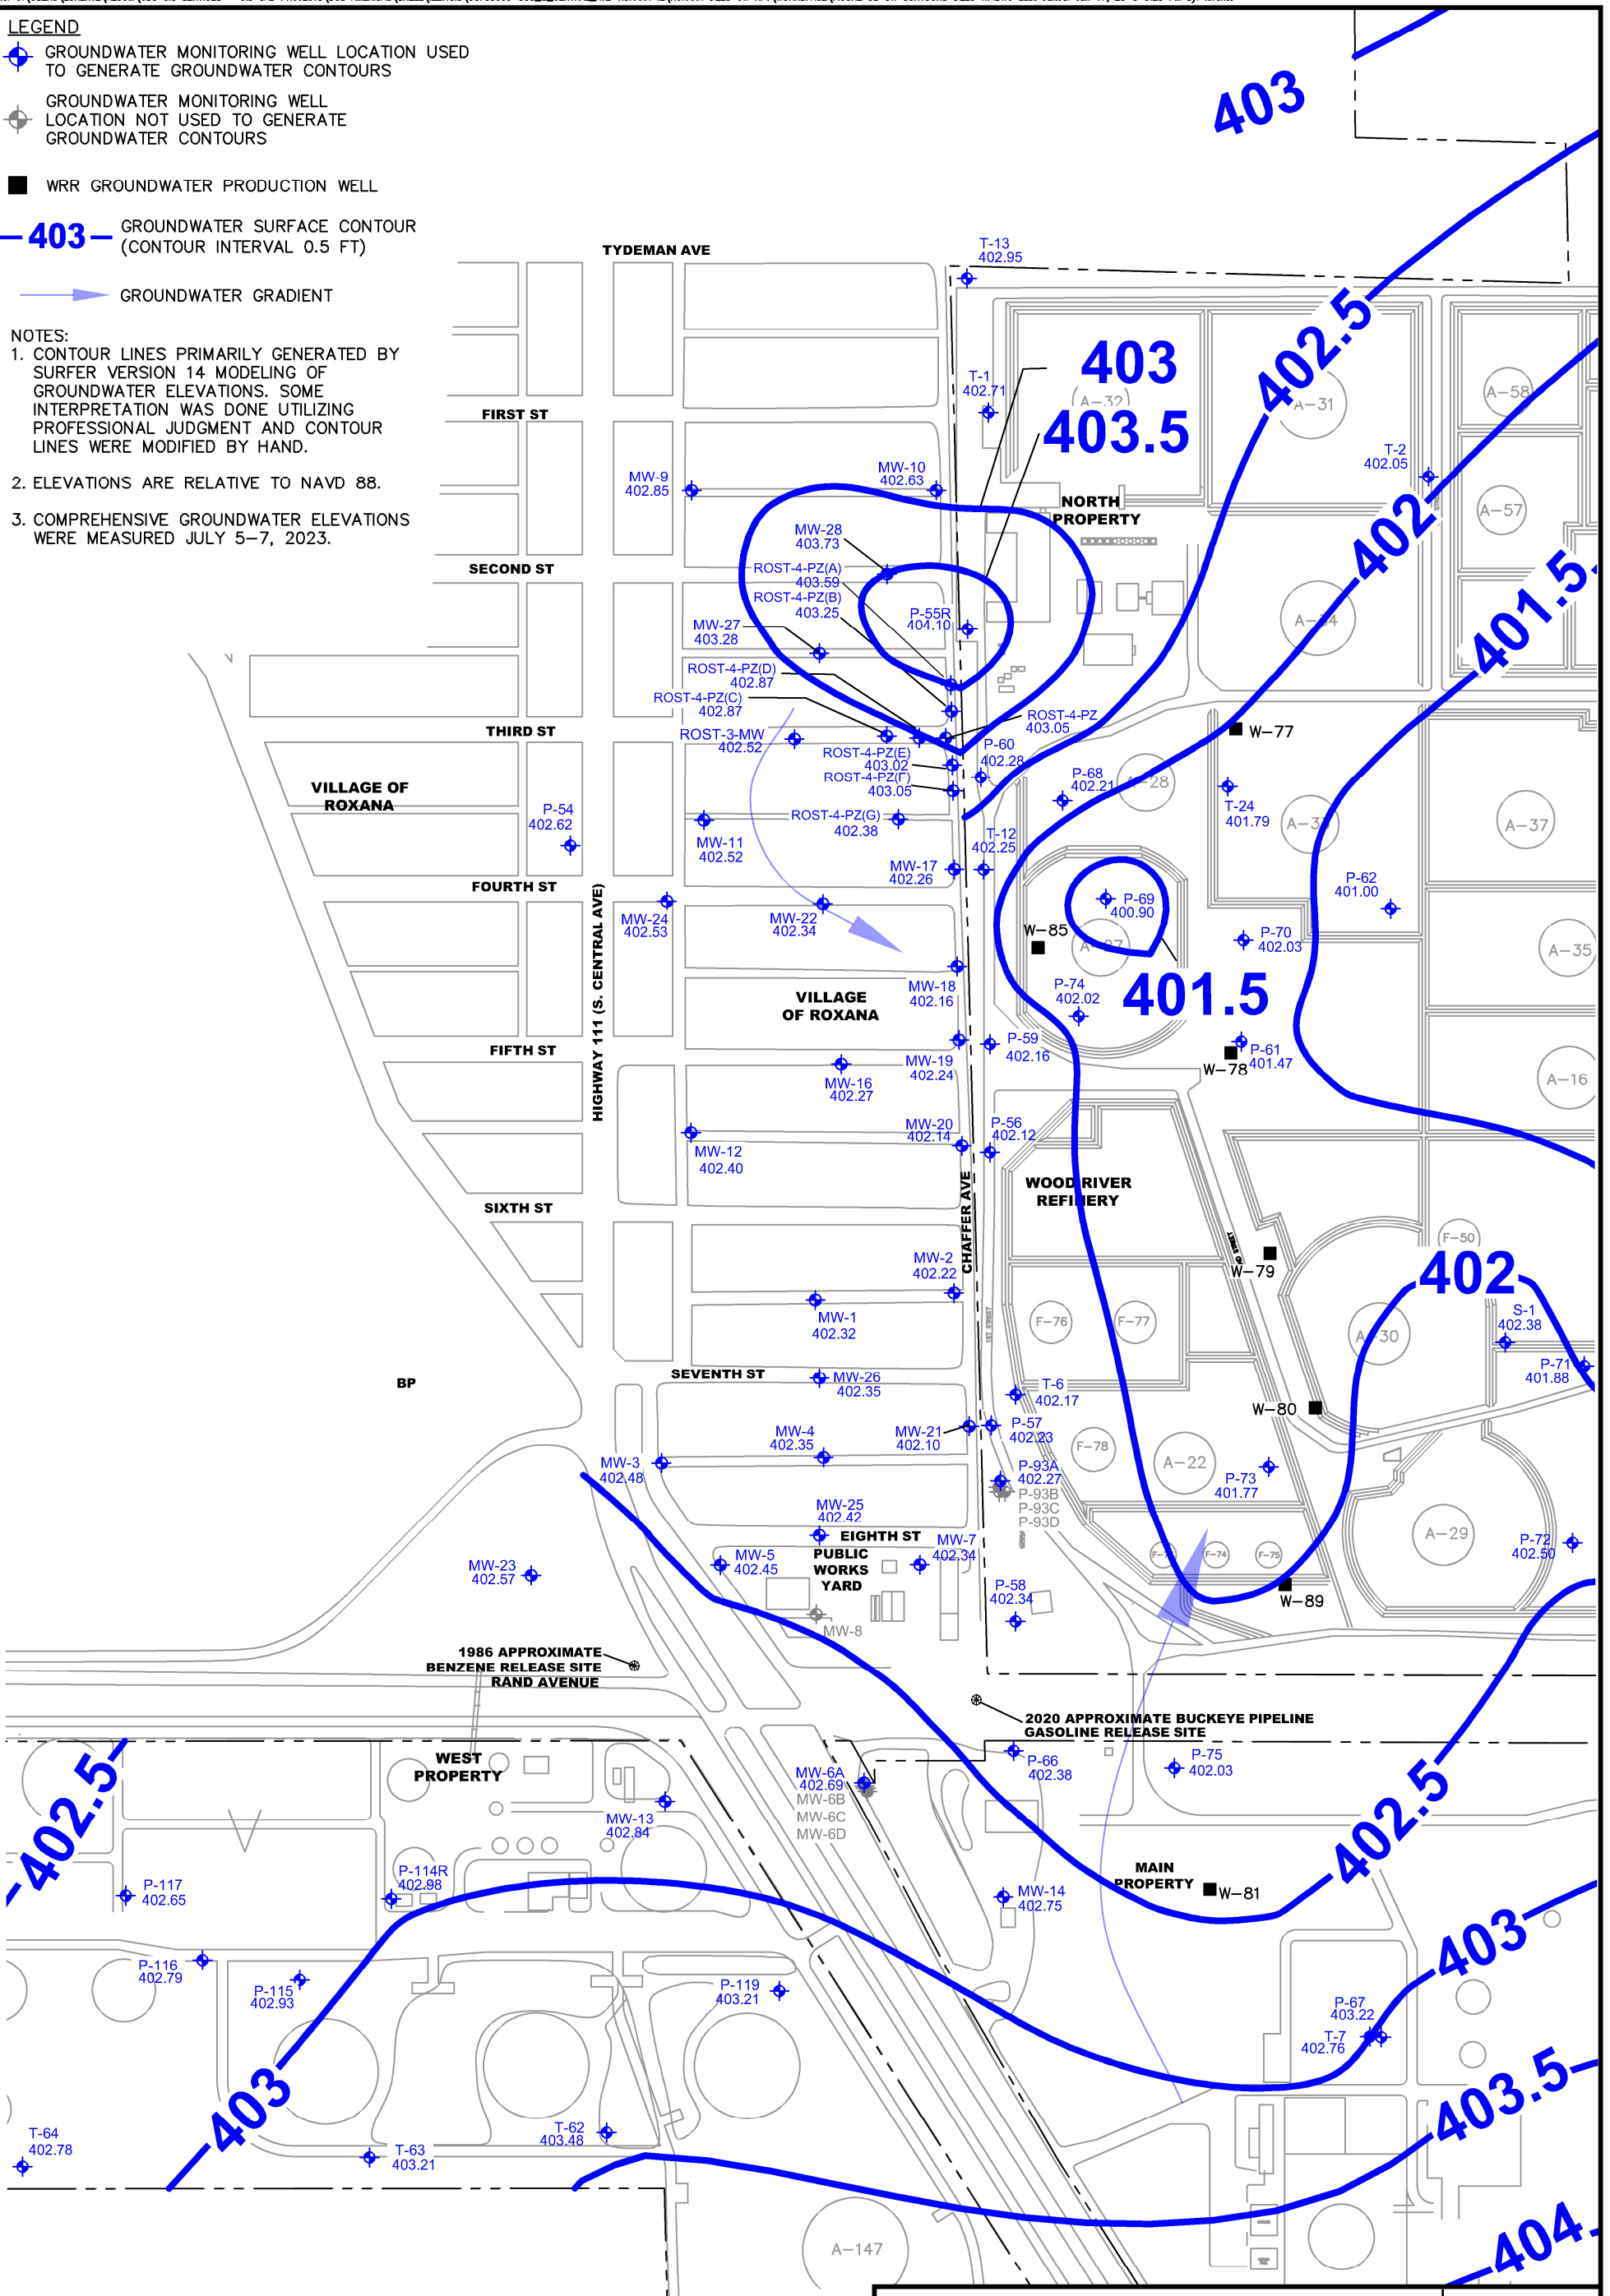 LEGEND
GROUNDWATER MONITORING WELL LOCATION USED
TO GENERATE GROUNDWATER CONTOURS
GROUNDWATER MONITORING WELL
LOCATION NOT USED TO GENERATE
GROUNDWATER CONTOURS
WRR GROUNDWATER PRODUCTION WELL
403
GROUNDWATER SURFACE CONTOUR
(CONTOUR INTERVAL 0.5 FT)
GROUNDWATER GRADIENT
NOTES:
1. CONTOUR LINES PRIMARILY GENERATED BY
SURFER VERSION 14 MODELING OF
GROUNDWATER ELEVATIONS. SOME
INTERPRETATION WAS DONE UTILIZING
PROFESSIONAL JUDGMENT AND CONTOUR
LINES WERE MODIFIED BY HAND.
2. ELEVATIONS ARE RELATIVE TO NAVD 88.
3. COMPREHENSIVE GROUNDWATER ELEVATIONS
WERE MEASURED JULY 5-7, 2023.
403
TYDEMAN AVE
T-13
402.95
402.5
403
T-1
402.71
A-32
A-31
A-58
403.5
FIRST ST
T-2
402.05
MW-9
402.85
MW-10
402.63
NORTH
PROPERTY
A-57
402
MW-28
403.73
SECOND ST
ROST-4-PZ(A)
403.59
ROST-4-PZ(B)
403.25
401.5
P-55R
404.10
A-34
MW-27
403.28
ROST-4-PZ(D)
402.87
ROST-4-PZ(C)
402.87
ROST-4-PZ
403.05
THIRD ST
ROST-3-MW
402.52
W-77
ROST-4-PZ(E)
403.02
P-60
402.28
ROST-4-PZ(F)
403.05
P-68
402.21
A-28
VILLAGE OF
ROXANA
P-54
402.62
T-24
401.79
A-33
A-37
ROST-4-PZ(G)
402.38
MW-11
402.52
T-12
402.25
MW-17
402.26
FOURTH ST
P-62
401.00
P-69
400.90
MW-24
402.53
MW-22
402.34
W-85
A-27
P-70
402.03
A-35
HIGHWAY 111 (S. CENTRAL AVE)
MW-18
402.16
P-74
402.02
401.5
VILLAGE
OF ROXANA
FIFTH ST
MW-19
402.24
P-59
402.16
P-61
401.47
W-78
A-16
MW-16
402.27
MW-20
402.14
P-56
402.12
MW-12
402.40
WOOD RIVER
REFINERY
SIXTH ST
CHAFFER AVE
F-50
MW-2
402.22
W-79
402
MW-1
402.32
1ST STREET
F-76
F-77
A-30
S-1
402.38
SEVENTH ST
MW-26
402.35
P-71
401.88
BP
T-6
402.17
W-80
MW-4
402.35
MW-21
402.10
P-57
402.23
F-78
A-22
MW-3
402.48
P-93A
402.27
P-93B
P-93C
P-93D
P-73
401.77
MW-25
402.42
EIGHTH ST
A-29
P-72
402.50
MW-7
402.34
MW-23
402.57
MW-5
402.45
PUBLIC
WORKS
YARD
F-74
F-75
P-58
402.34
W-89
MW-8
1986 APPROXIMATE
BENZENE RELEASE SITE
RAND AVENUE
2020 APPROXIMATE BUCKEYE PIPELINE
GASOLINE RELEASE SITE
WEST
PROPERTY
402.5
MW-6A
402.69
MW-6B
MW-6C
MW-6D
P-66
402.38
P-75
402.03
MW-13
402.84
402.5
P-117
402.65
P-114R
402.98
MAIN
PROPERTY
W-81
MW-14
402.75
403
P-116
402.79
P-115
402.93
P-119
403.21
P-67
403.22
T-7
402.76
403
403.5
T-64
402.78
T-62
403.48
T-63
403.21
404
A-147